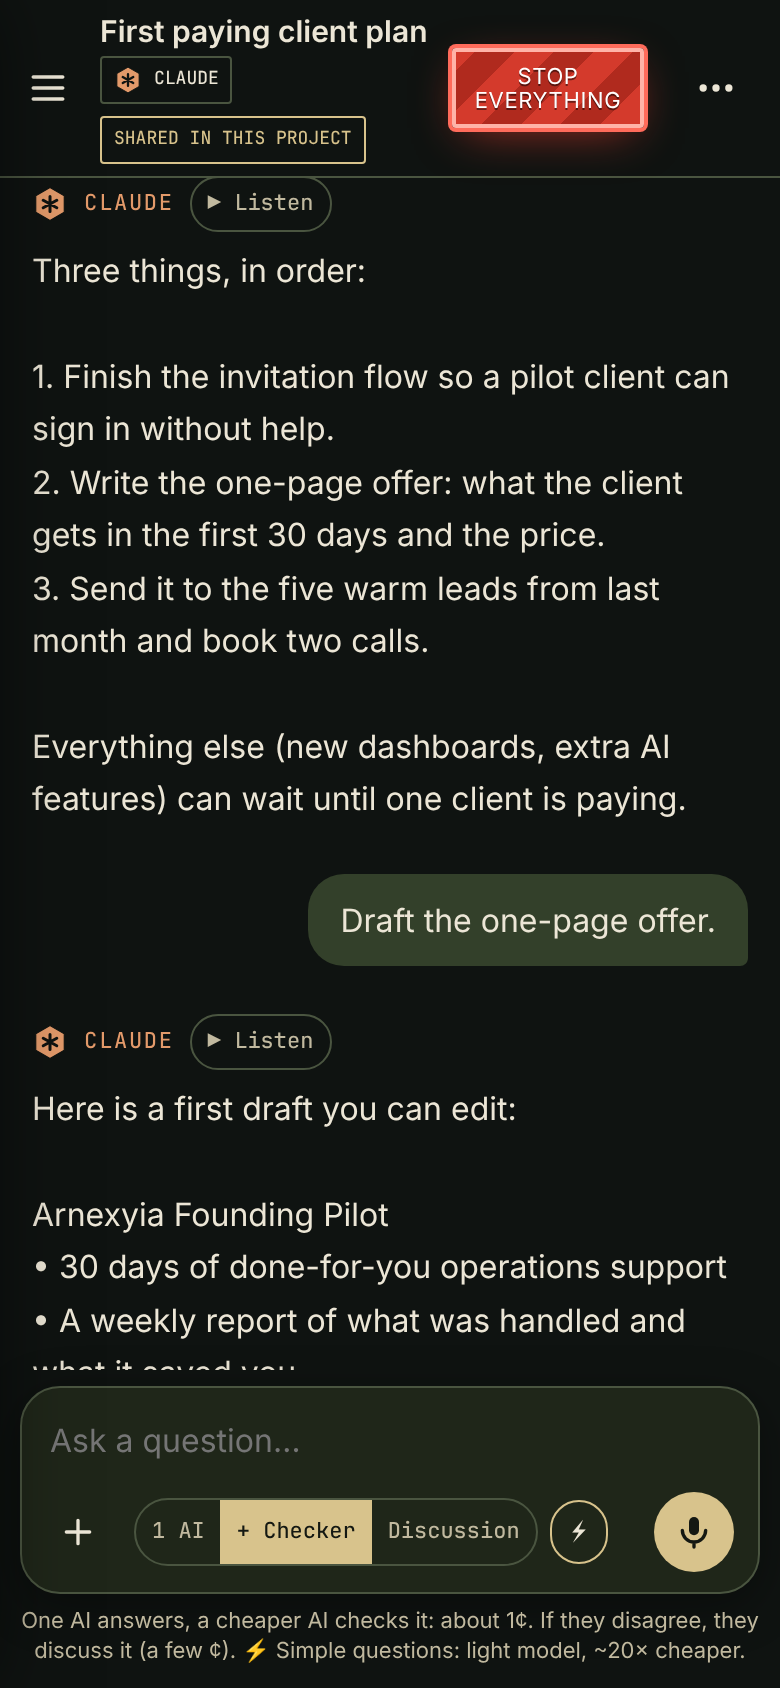 First paying client plan
CLAUDE
SHARED IN THIS PROJECT
STOP
EVERYTHING
CLAUDE
Listen
Three things, in order:
1. Finish the invitation flow so a pilot client can
sign in without help.
2. Write the one-page offer: what the client
gets in the first 30 days and the price.
3. Send it to the five warm leads from last
month and book two calls.
Everything else (new dashboards, extra AI
features) can wait until one client is paying.
Draft the one-page offer.
CLAUDE
Listen
Here is a first draft you can edit:
Arnexyia Founding Pilot
• 30 days of done-for-you operations support
• A weekly report of what was handled and
what it saved you
Ask a question...
1 AI
+ Checker
Discussion
One AI answers, a cheaper AI checks it: about 1¢. If they disagree, they
discuss it (a few ¢). ⚡ Simple questions: light model, ~20× cheaper.